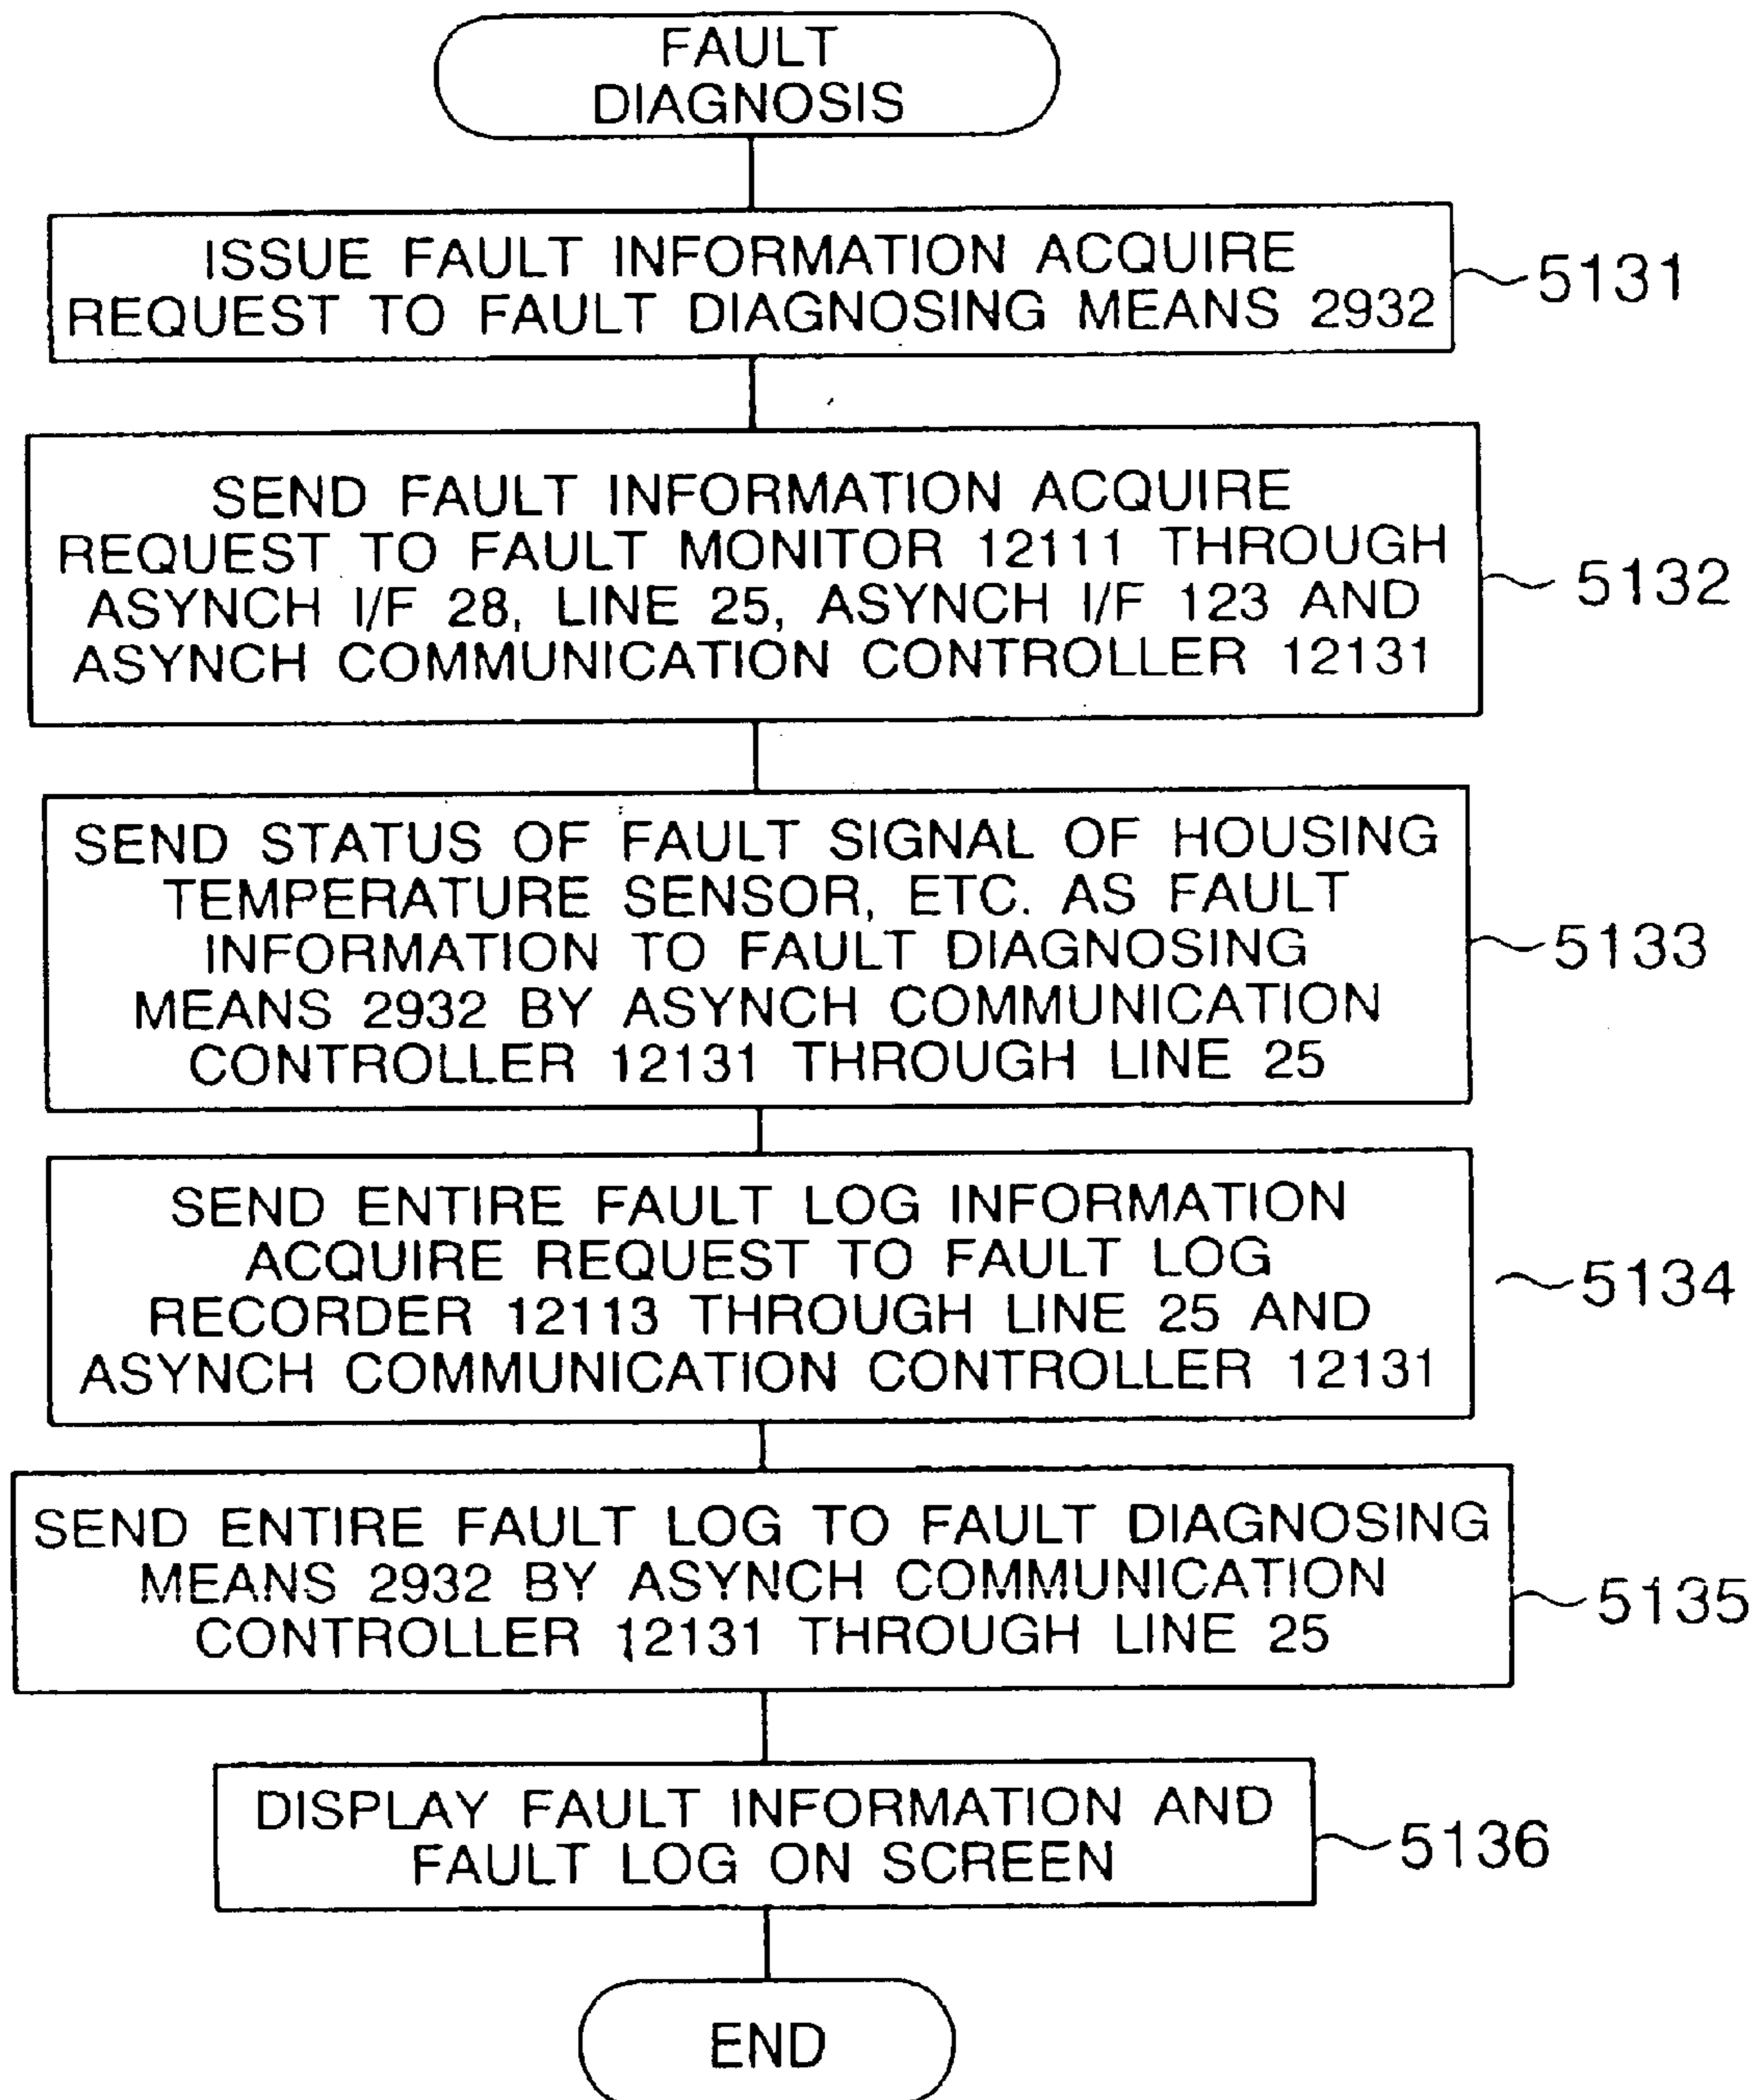 FAULT
DIAGNOSIS
ISSUE FAULT INFORMATION ACQUIRE
REQUEST TO FAULT DIAGNOSING MEANS 2932
5131
SEND FAULT INFORMATION ACQUIRE
REQUEST TO FAULT MONITOR 12111 THROUGH
ASYNCH I/F 28, LINE 25, ASYNCH I/F 123 AND
ASYNCH COMMUNICATION CONTROLLER 12131
5132
SEND STATUS OF FAULT SIGNAL OF HOUSING
TEMPERATURE SENSOR, ETC. AS FAULT
INFORMATION TO FAULT DIAGNOSING
MEANS 2932 BY ASYNCH COMMUNICATION
CONTROLLER 12131 THROUGH LINE 25
5133
SEND ENTIRE FAULT LOG INFORMATION
ACQUIRE REQUEST TO FAULT LOG
RECORDER 12113 THROUGH LINE 25 AND
ASYNCH COMMUNICATION CONTROLLER 12131
5134
SEND ENTIRE FAULT LOG TO FAULT DIAGNOSING
MEANS 2932 BY ASYNCH COMMUNICATION
CONTROLLER 12131 THROUGH LINE 25
5135
DISPLAY FAULT INFORMATION AND
FAULT LOG ON SCREEN
5136
END